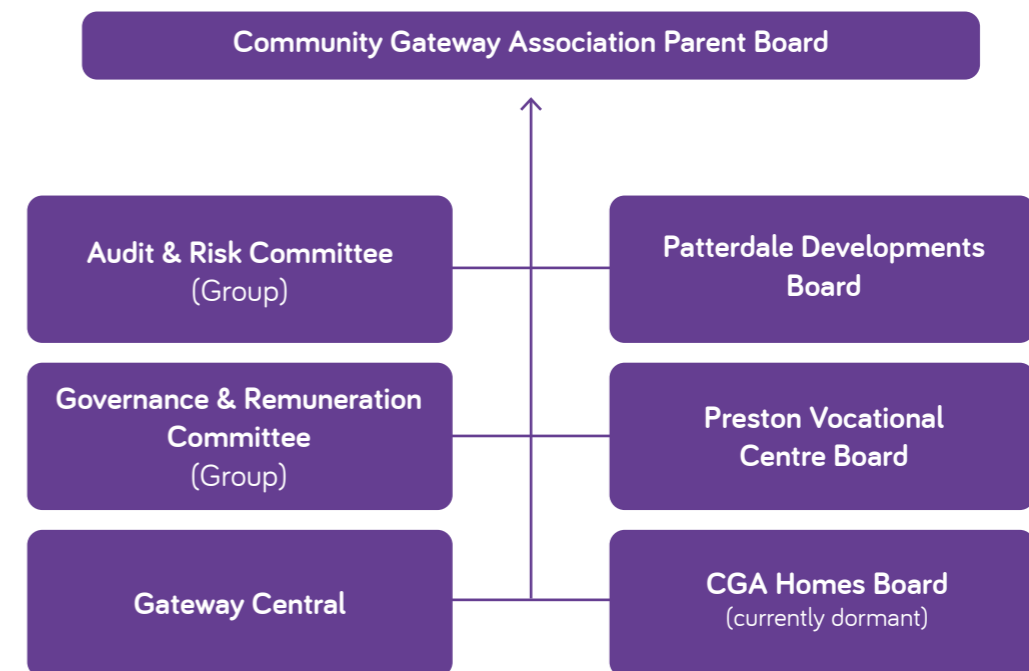 Community Gateway Association Parent Board
Audit & Risk Committee
(Group)
Patterdale Developments
Board
Governance & Remuneration
Committee
(Group)
Preston Vocational
Centre Board
Gateway Central
CGA Homes Board
(currently dormant)